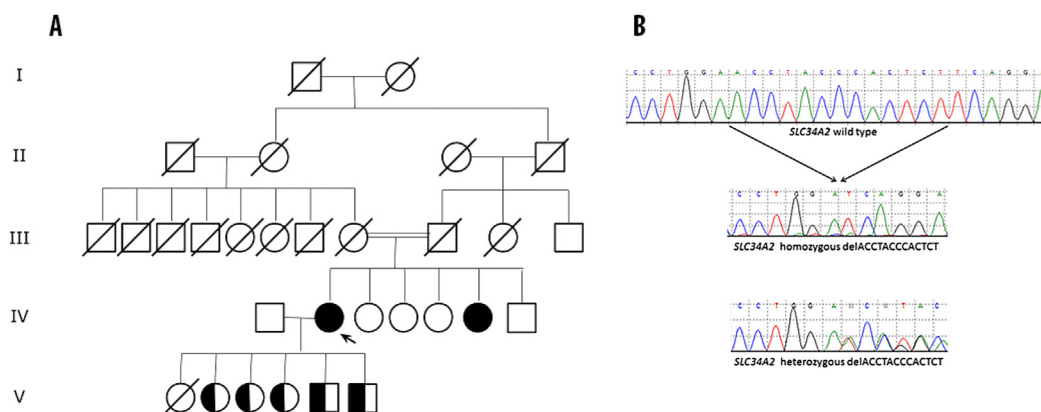 A
I
II
III
IV
V
B
C C T G G A A C C T A C C C A C T C T T C A G G
SLC34A2 wild type
C C T G G A T C A G G A
SLC34A2 homozygous delACCTACCCACTCT
C C T G G A C T A C
SLC34A2 heterozygous delACCTACCCACTCT